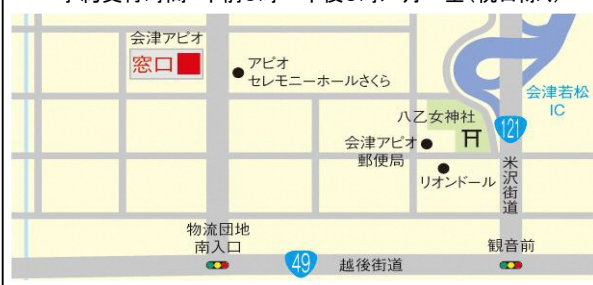 会津アピオ
窓口
アピオ
セレモニーホールさくら
会津若松
IC
八乙女神社
121
会津アピオ
郵便局
リオンドール
米沢街道
物流団地
南入口
観音前
49
越後街道